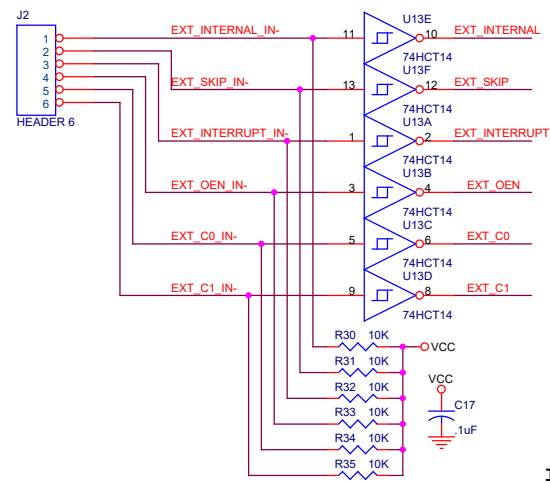 J2
1
2
3
4
5
6
HEADER 6
EXT_INTERNAL_IN-
EXT_SKIP_IN-
EXT_INTERRUPT_IN-
EXT_OEN_IN-
EXT_C0_IN-
EXT_C1_IN-
U13E
11 10 EXT_INTERNAL
74HCT14
U13F
13 12 EXT_SKIP
74HCT14
U13A
1 2 EXT_INTERRUPT
74HCT14
U13B
3 4 EXT_OEN
74HCT14
U13C
5 6 EXT_C0
74HCT14
U13D
9 8 EXT_C1
74HCT14
R30 10K
VCC
R31 10K
R32 10K
R33 10K
R34 10K
R35 10K
VCC
C17
.1uF